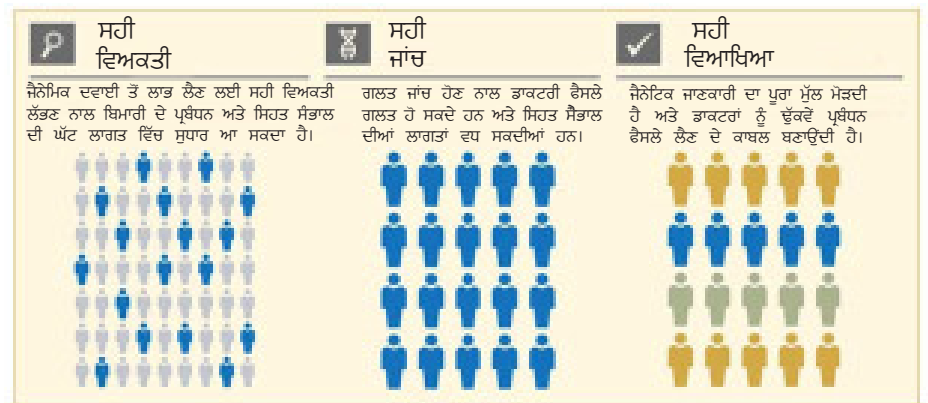 ਸਹੀ
ਵਿਅਕਤੀ
ਜੈਨੇਮਿਕ ਦਵਾਈ ਤੋਂ ਲਾਭ ਲੈਣ ਲਈ ਸਹੀ ਵਿਅਕਤੀ
ਲੱਭਣ ਨਾਲ ਬਿਮਾਰੀ ਦੇ ਪ੍ਰਬੰਧਨ ਅਤੇ ਸਿਹਤ ਸੰਭਾਲ
ਦੀ ਘੱਟ ਲਾਗਤ ਵਿੱਚ ਸੁਧਾਰ ਆ ਸਕਦਾ ਹੈ।
ਸਹੀ
ਜਾਂਚ
ਗਲਤ ਜਾਂਚ ਹੋਣ ਨਾਲ ਡਾਕਟਰੀ ਫੈਸਲੇ
ਗਲਤ ਹੋ ਸਕਦੇ ਹਨ ਅਤੇ ਸਿਹਤ ਸੈਭਾਲ
ਦੀਆਂ ਲਾਗਤਾਂ ਵਧ ਸਕਦੀਆਂ ਹਨ।
ਸਹੀ
ਵਿਆਖਿਆ
ਜੈਨੇਟਿਕ ਜਾਣਕਾਰੀ ਦਾ ਪੂਰਾ ਮੁੱਲ ਮੋੜਦੀ
ਹੈ ਅਤੇ ਡਾਕਟਰਾਂ ਨੂੰ ਢੁੱਕਵੇਂ ਪ੍ਰਬੰਧਨ
ਫੈਸਲੇ ਲੈਣ ਦੇ ਕਾਬਲ ਬਣਾਉਂਦੀ ਹੈ।